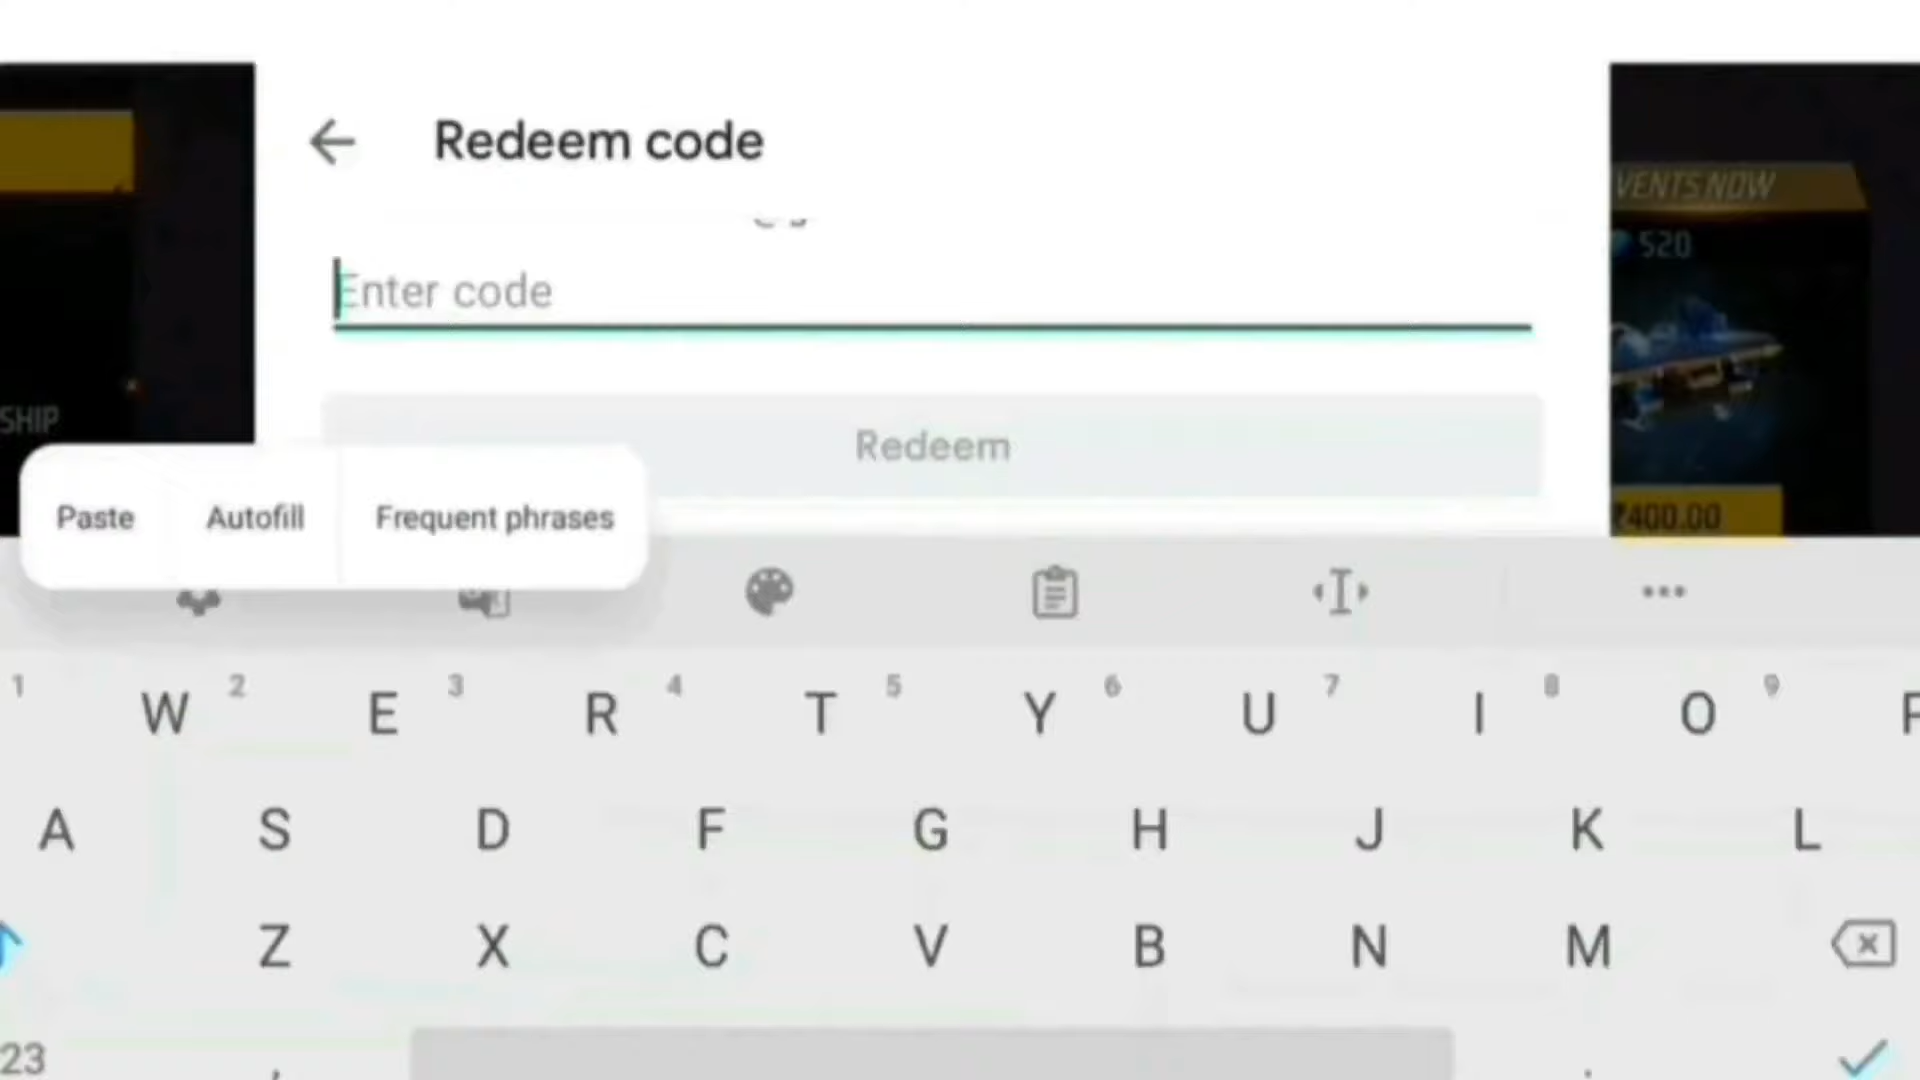 Redeem code
VENTS NOW
520
Enter code
SHIP
Redeem
₹400.00
Paste Autofill Frequent phrases
1 2 3 4 5 6 7 8 9
W E R T Y U I O P
A S D F G H J K L
Z X C V B N M
23 , .